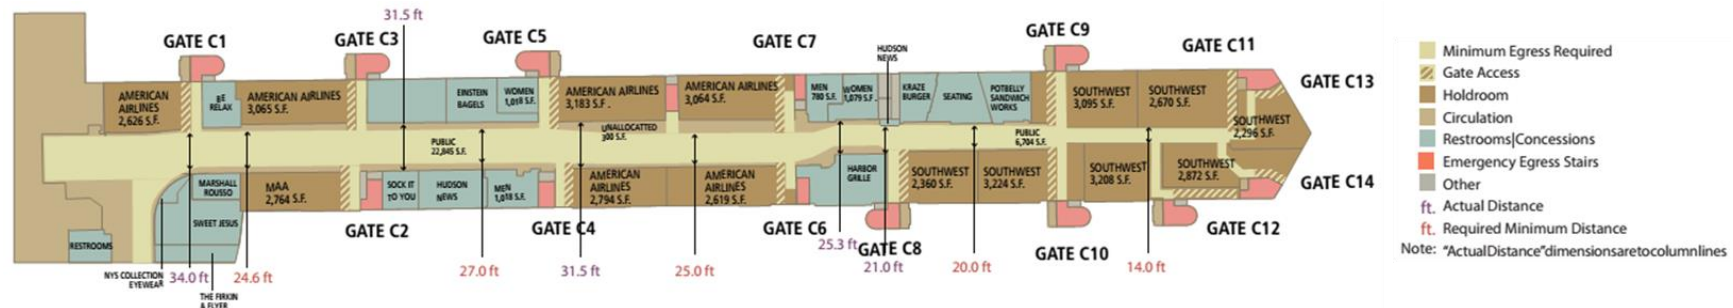 31.5 ft
GATE C1
GATE C3
GATE C5
GATE C7
HUDSON
NEWS
GATE C9
GATE C11
GATE C13
AMERICAN
AIRLINES
2,626 S.F.
BE
RELAX
AMERICAN AIRLINES
3,065 S.F.
EINSTEIN
BAGELS
WOMEN
1,018 S.F.
AMERICAN AIRLINES
3,183 S.F.
AMERICAN AIRLINES
3,064 S.F.
MEN
780 S.F.
WOMEN
1,079 S.F.
KRAZE
BURGER
SEATING
POTBELLY
SANDWICH
WORKS
SOUTHWEST
3,095 S.F.
SOUTHWEST
2,670 S.F.
SOUTHWEST
2,296 S.F.
PUBLIC
22,845 S.F.
UNALLOCATTED
300 S.F.
PUBLIC
6,704 S.F.
MARSHALL
ROUSSO
SWEET JESUS
RESTROOMS
MAA
2,764 S.F.
SOCK IT
TO YOU
HUDSON
NEWS
MEN
1,018 S.F.
AMERICAN
AIRLINES
2,794 S.F.
AMERICAN
AIRLINES
2,619 S.F.
HARBOR
GRILLE
SOUTHWEST
2,360 S.F.
SOUTHWEST
3,224 S.F.
SOUTHWEST
3,208 S.F.
SOUTHWEST
2,872 S.F.
GATE C14
GATE C2
GATE C4
GATE C6
GATE C8
GATE C10
GATE C12
NYS COLLECTION
EYEWEAR
THE FIRKIN
& FLYER
34.0 ft
24.6 ft
27.0 ft
31.5 ft
25.0 ft
25.3 ft
21.0 ft
20.0 ft
14.0 ft
Minimum Egress Required
Gate Access
Holdroom
Circulation
Restrooms|Concessions
Emergency Egress Stairs
Other
ft. Actual Distance
ft. Required Minimum Distance
Note: "ActualDistance"dimensionsaretocolumnlines